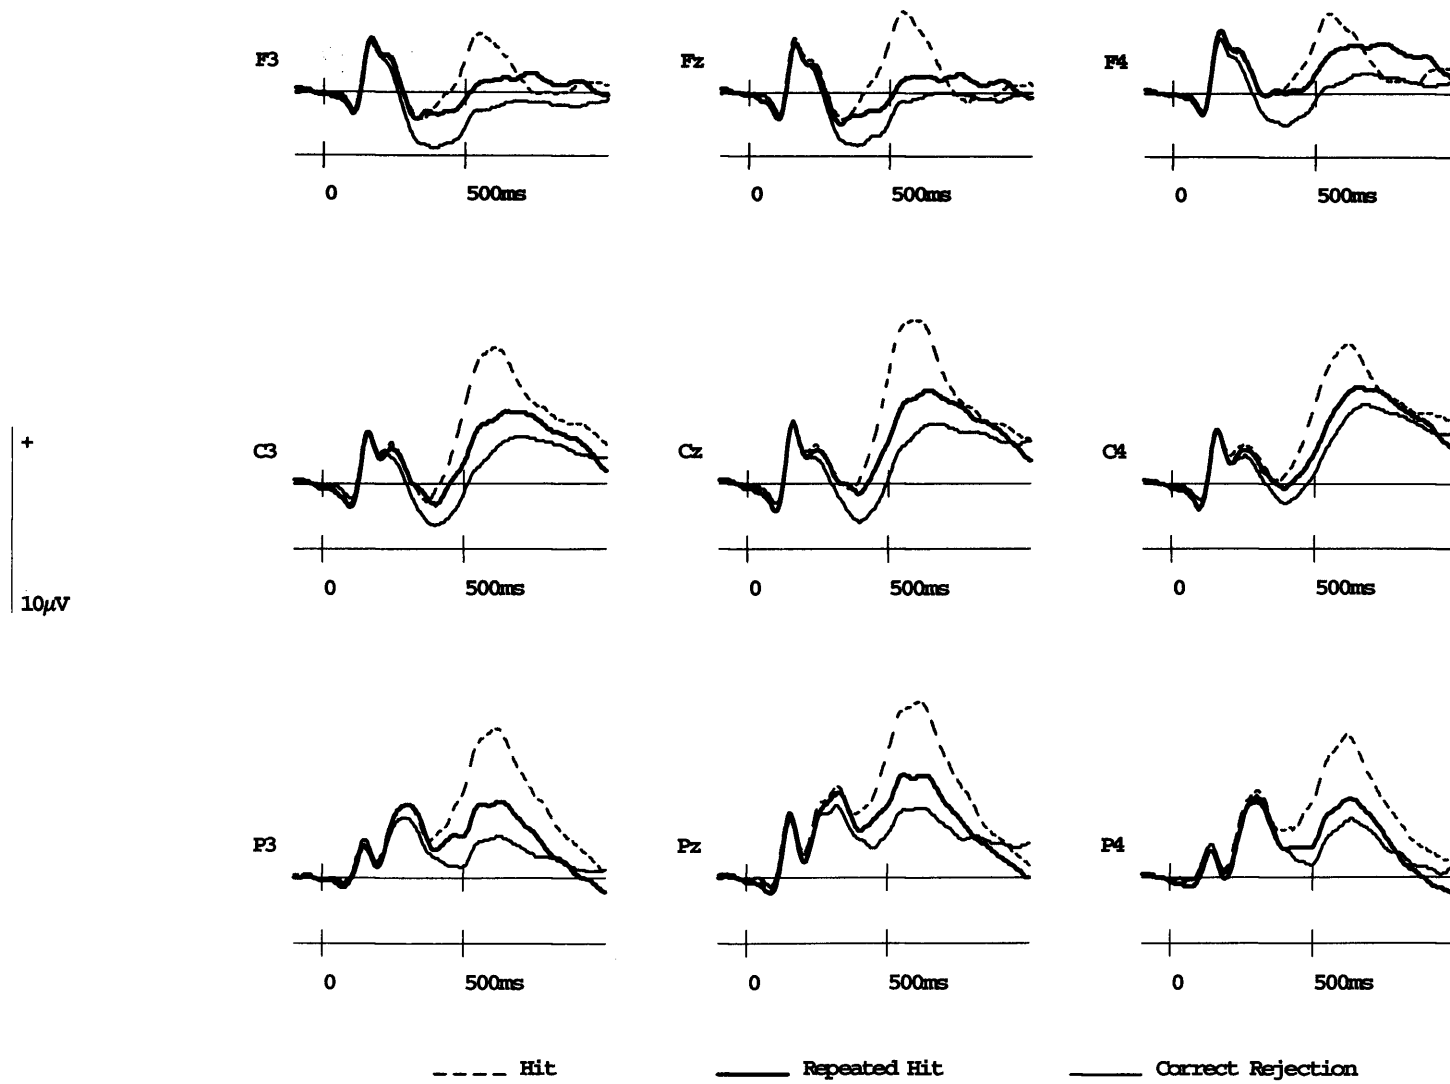 F3 Fz F4
0 500ms 0 500ms 0 500ms
+
C3 Cz C4
10μV
0 500ms 0 500ms 0 500ms
P3 Pz P4
0 500ms 0 500ms 0 500ms
Hit Repeated Hit Correct Rejection